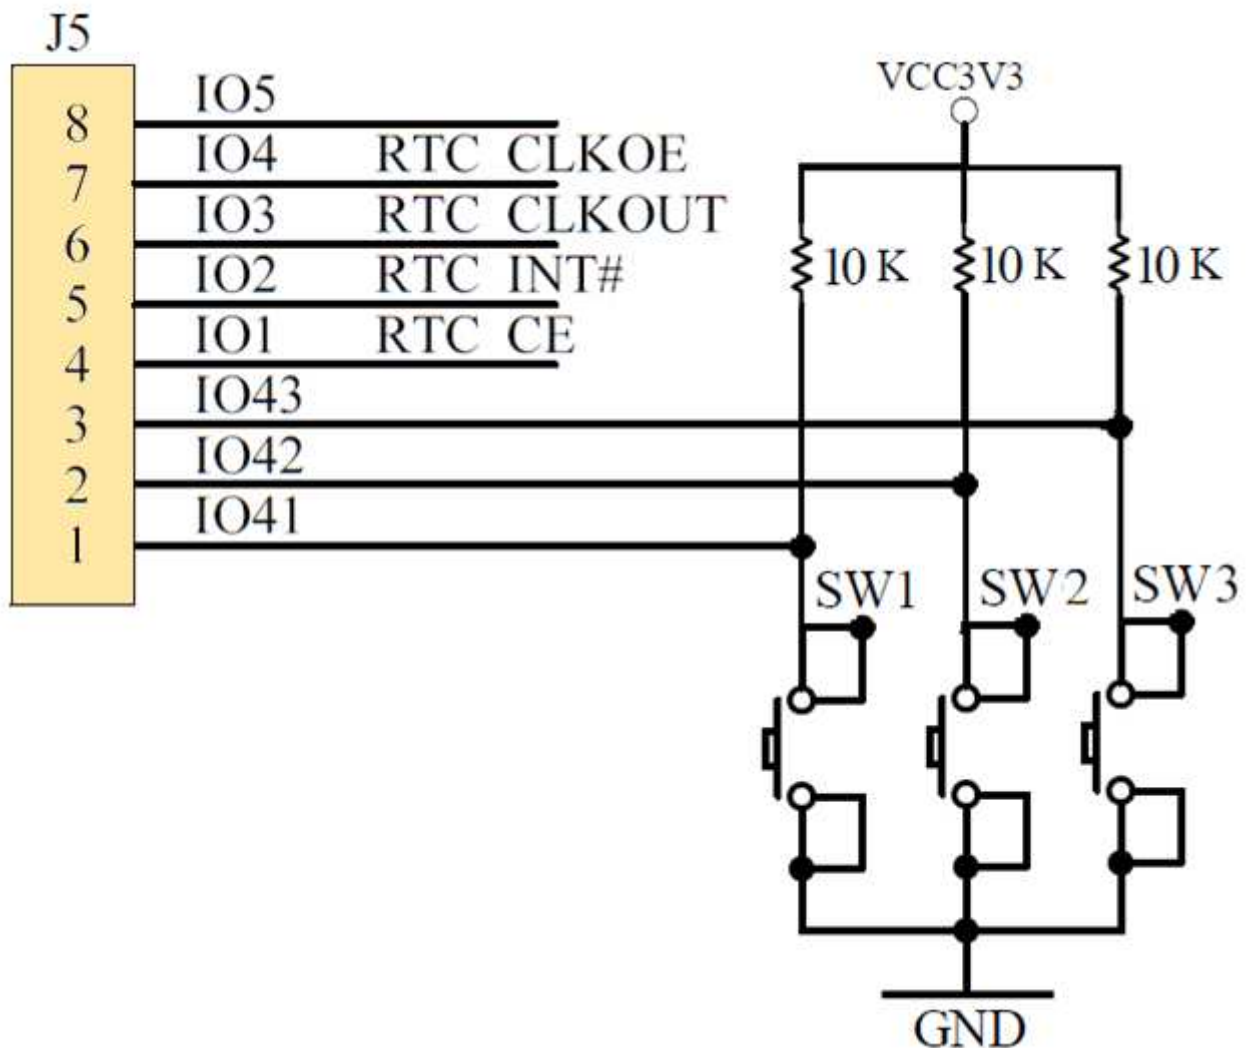 J5
VCC3V3
8 IO5
7 IO4 RTC CLKOE
6 IO3 RTC CLKOUT
5 IO2 RTC INT#
4 IO1 RTC CE
3 IO43
2 IO42
1 IO41
10 K 10 K 10 K
SW1 SW2 SW3
GND